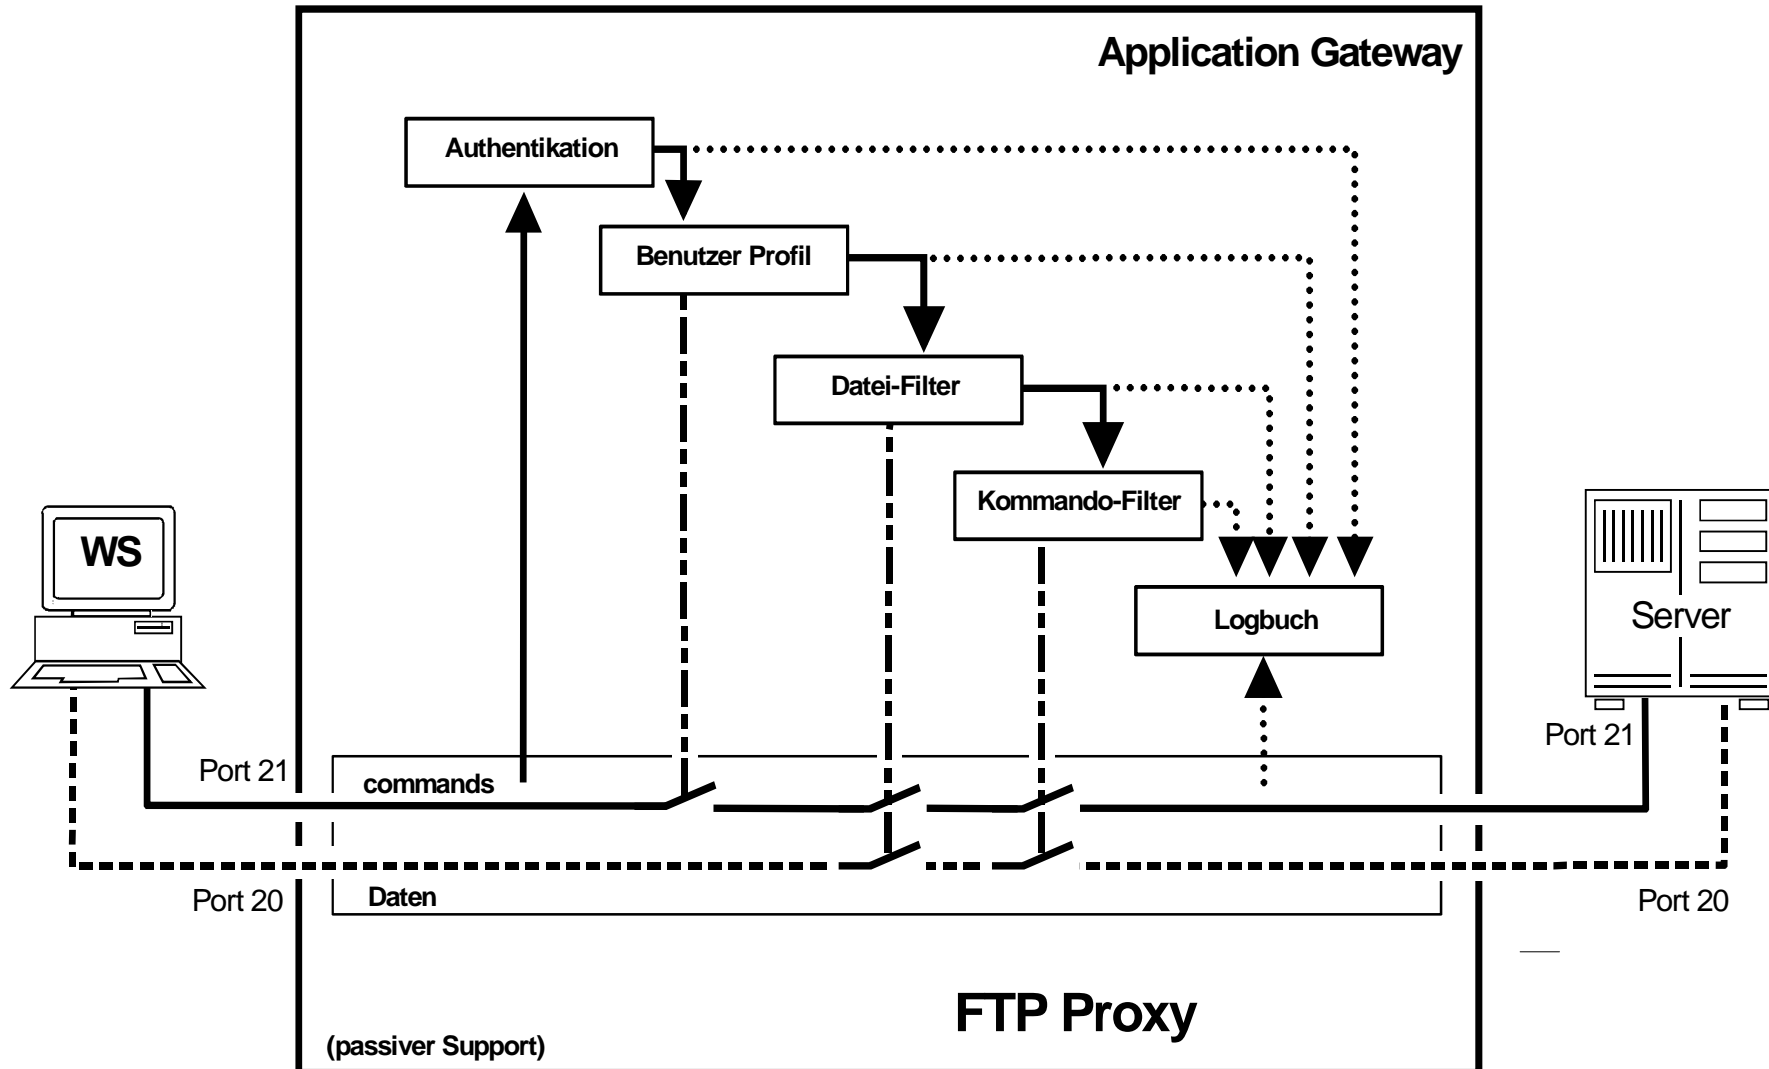 Application Gateway
Authentikation
Benutzer Profil
Datei-Filter
Kommando-Filter
WS
Logbuch
Server
Port 21
Port 21
commands
Port 20
Daten
Port 20
FTP Proxy
(passiver Support)